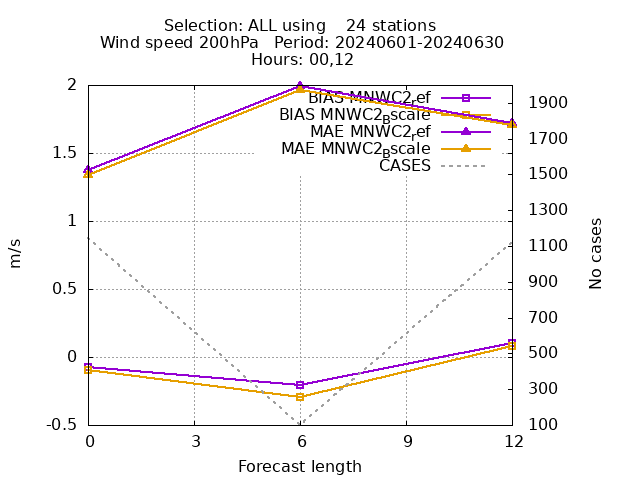 Selection: ALL using    24 stations
Wind speed 200hPa   Period: 20240601-20240630
Hours: 00,12
BIAS MNWC2_ref
BIAS MNWC2_Bscale
MAE MNWC2_ref
MAE MNWC2_Bscale
CASES
2
1.5
1
0.5
0
-0.5
m/s
1900
1700
1500
1300
1100
900
700
500
300
100
No cases
0 3 6 9 12
Forecast length